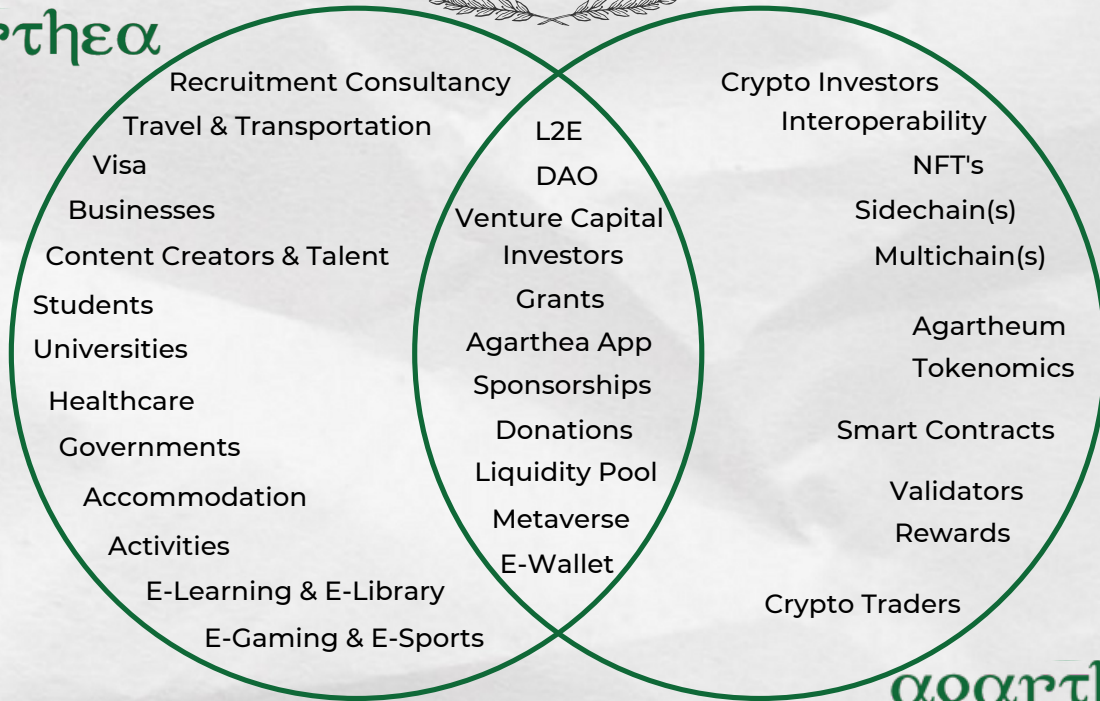 Recruitment Consultancy
Travel & Transportation
Visa
Businesses
Content Creators & Talent
Students
Universities
Healthcare
Governments
Accommodation
Activities
E-Learning & E-Library
E-Gaming & E-Sports
L2E
DAO
Venture Capital
Investors
Grants
Agarthea App
Sponsorships
Donations
Liquidity Pool
Metaverse
E-Wallet
Crypto Investors
Interoperability
NFT's
Sidechain(s)
Multichain(s)
Agartheum
Tokenomics
Smart Contracts
Validators
Rewards
Crypto Traders